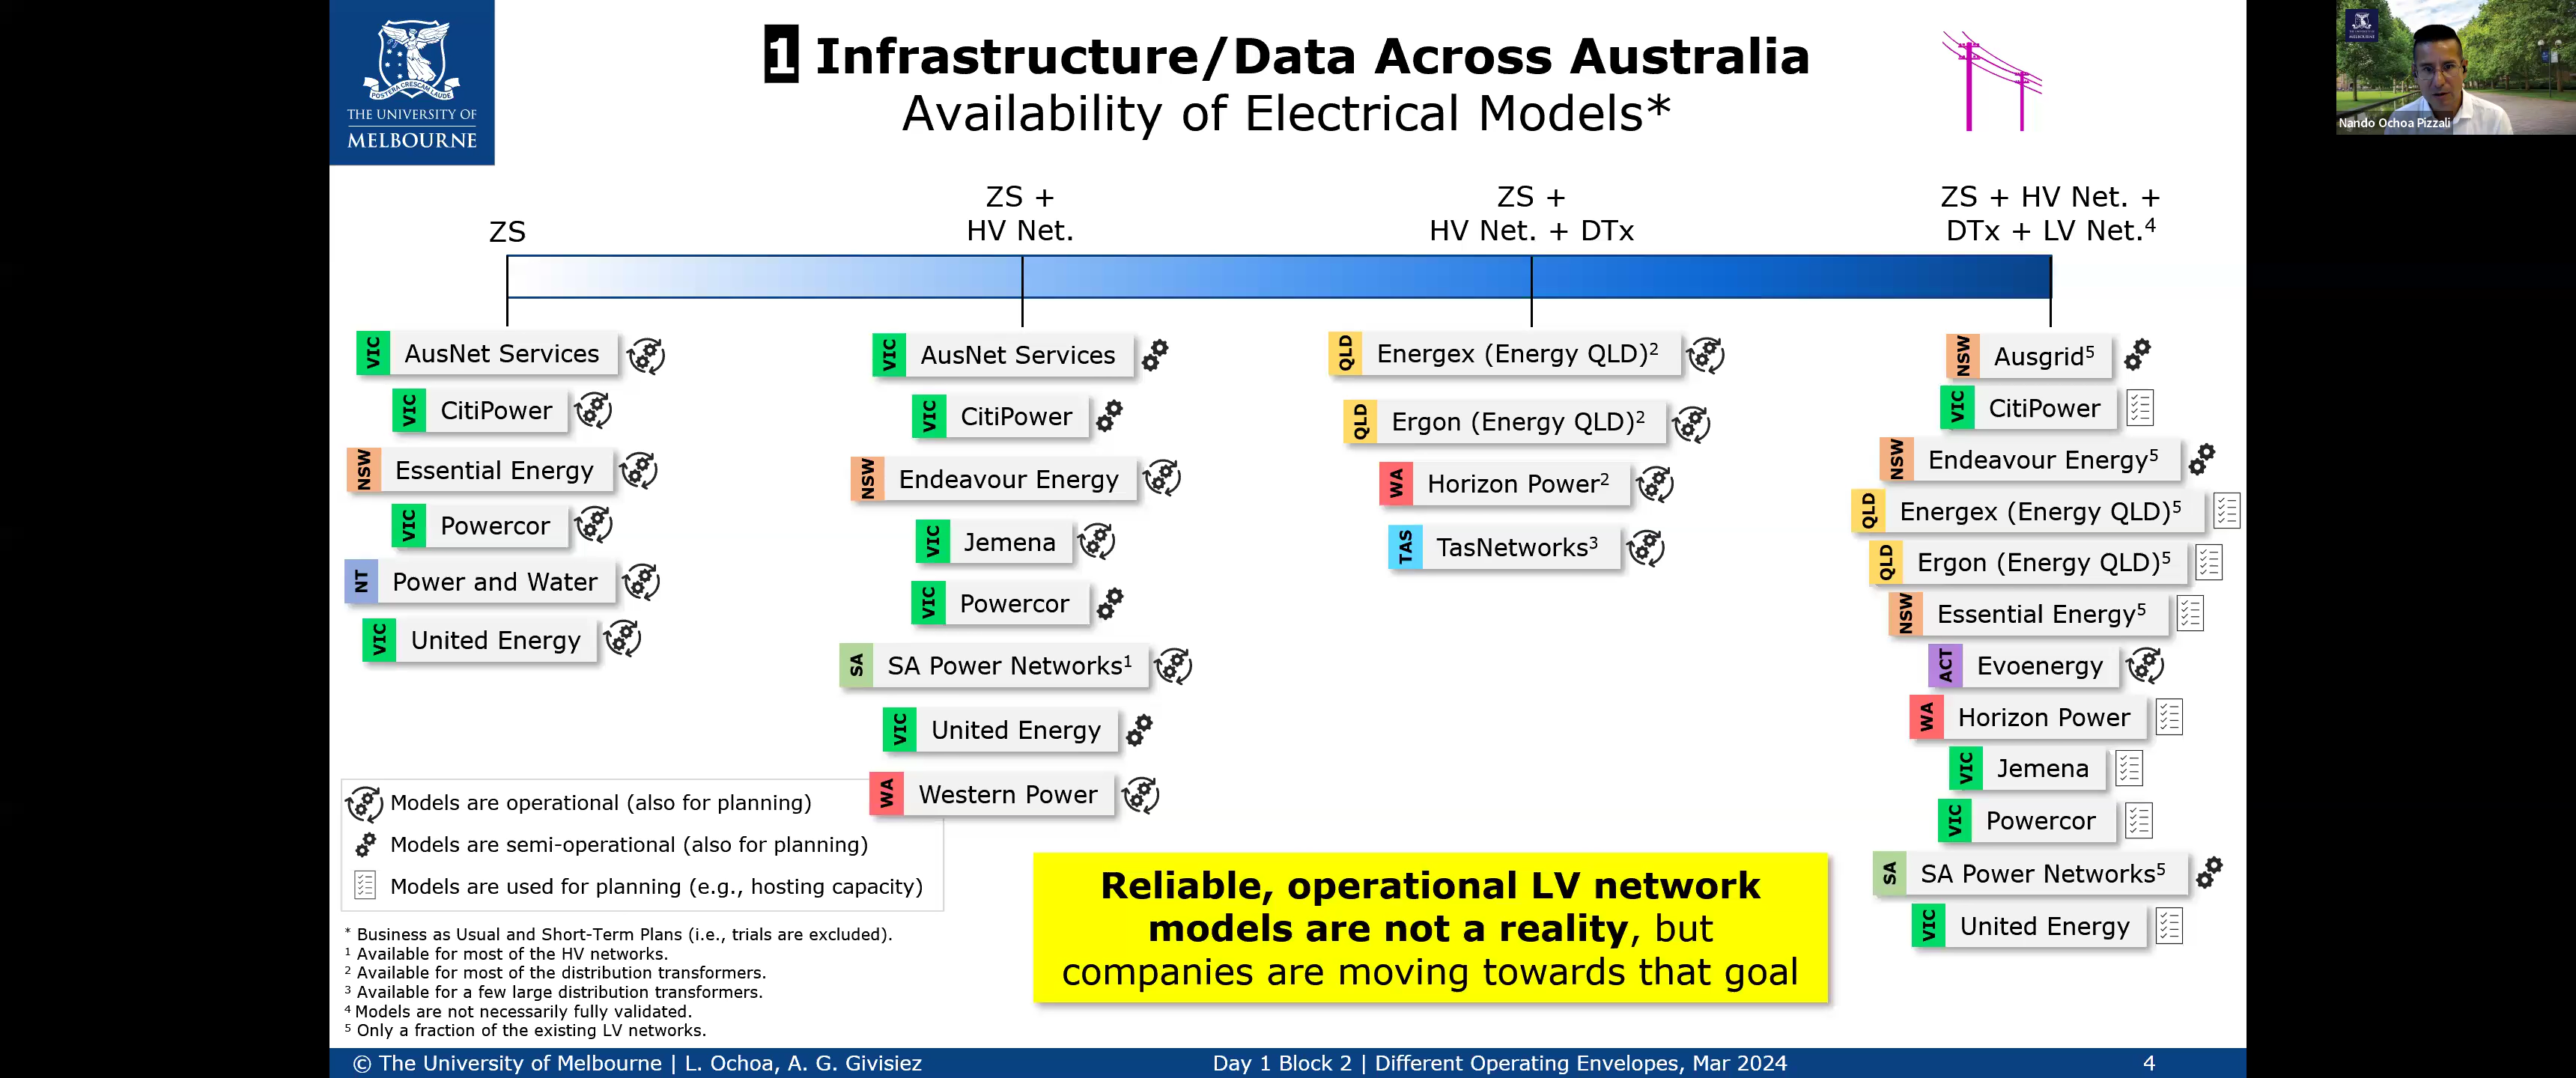 THE UNIVERSITY OF
MELBOURNE
POSTERA CRESCAM LAUDE
1 Infrastructure/Data Across Australia
Availability of Electrical Models*
Nando Ochoa Pizzali
ZS
ZS +
HV Net.
ZS +
HV Net. + DTx
ZS + HV Net. +
DTx + LV Net.⁴
VIC AusNet Services
VIC CitiPower
NSW Essential Energy
VIC Powercor
NT Power and Water
VIC United Energy
VIC AusNet Services
VIC CitiPower
NSW Endeavour Energy
VIC Jemena
VIC Powercor
SA SA Power Networks¹
VIC United Energy
WA Western Power
QLD Energex (Energy QLD)²
QLD Ergon (Energy QLD)²
WA Horizon Power²
TAS TasNetworks³
NSW Ausgrid⁵
VIC CitiPower
NSW Endeavour Energy⁵
QLD Energex (Energy QLD)⁵
QLD Ergon (Energy QLD)⁵
NSW Essential Energy⁵
ACT Evoenergy
WA Horizon Power
VIC Jemena
VIC Powercor
SA SA Power Networks⁵
VIC United Energy
Models are operational (also for planning)
Models are semi-operational (also for planning)
Models are used for planning (e.g., hosting capacity)
Reliable, operational LV network
models are not a reality, but
companies are moving towards that goal
* Business as Usual and Short-Term Plans (i.e., trials are excluded).
¹ Available for most of the HV networks.
² Available for most of the distribution transformers.
³ Available for a few large distribution transformers.
⁴ Models are not necessarily fully validated.
⁵ Only a fraction of the existing LV networks.
© The University of Melbourne | L. Ochoa, A. G. Givisiez
Day 1 Block 2 | Different Operating Envelopes, Mar 2024
4